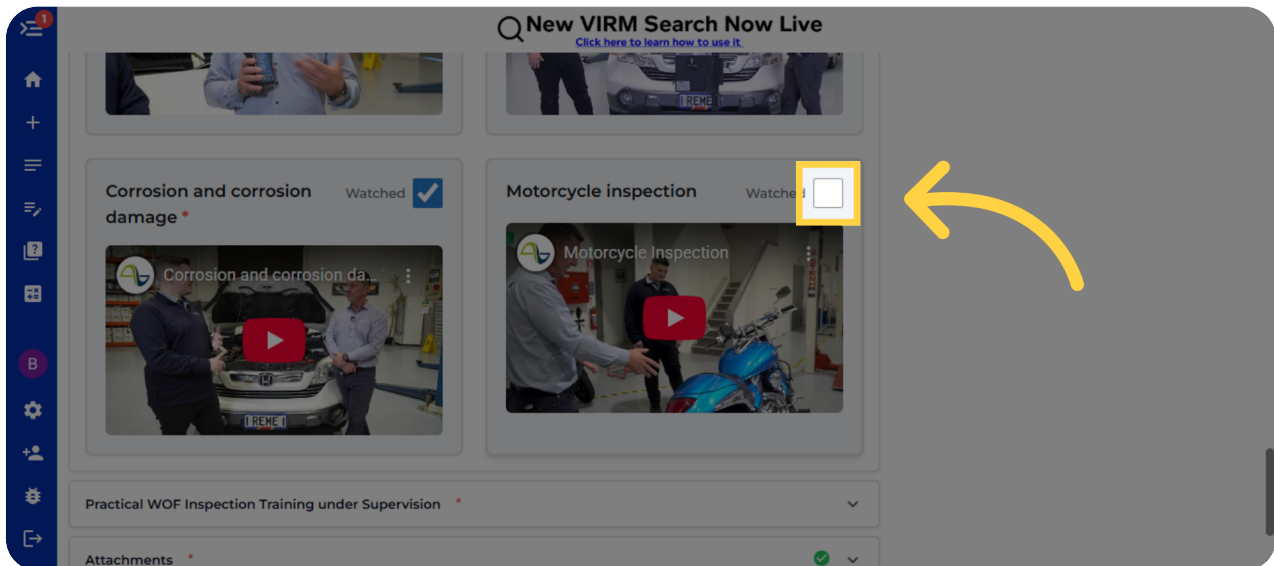 1
New VIRM Search Now Live
Click here to learn how to use it
I REME
Corrosion and corrosion
damage *
Watched
Corrosion and corrosion da...
I REME I
Motorcycle inspection
Watched
Motorcycle Inspection
B
Practical WOF Inspection Training under Supervision *
Attachments *